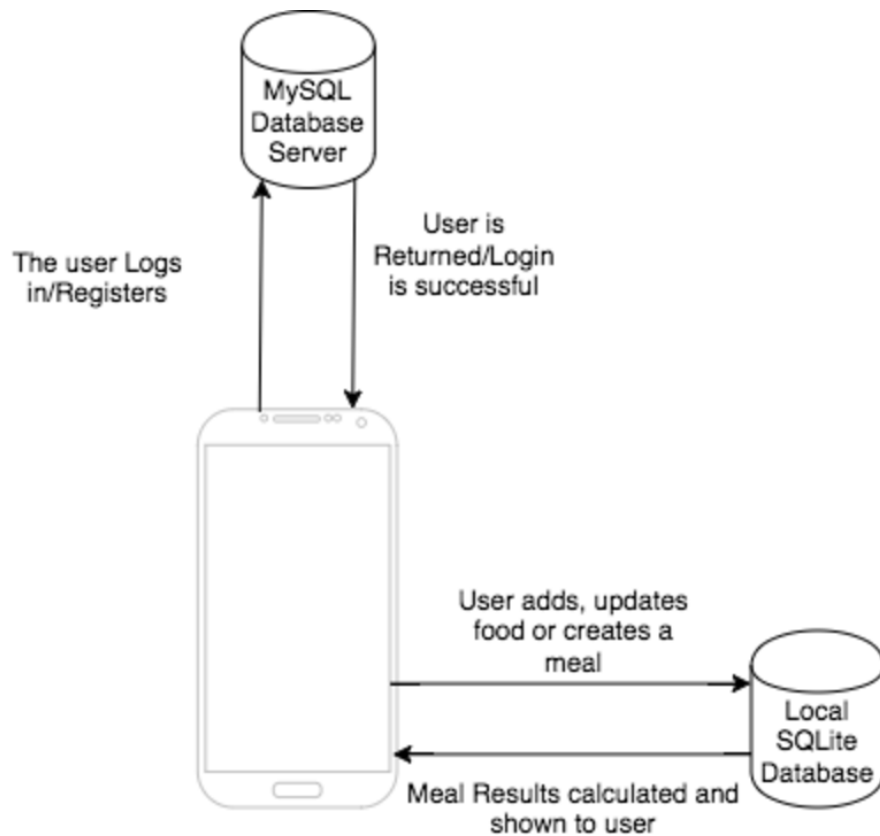 MySQL
Database
Server
The user Logs
in/Registers
User is
Returned/Login
is successful
User adds, updates
food or creates a
meal
Local
SQLite
Database
Meal Results calculated and
shown to user